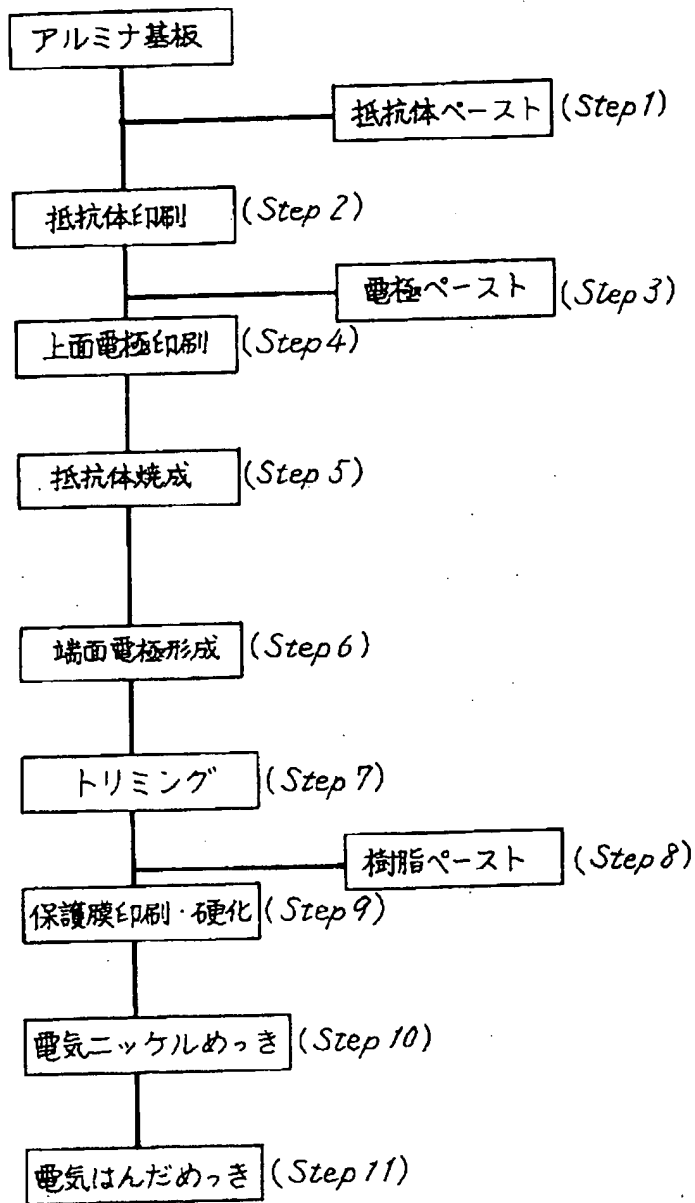 アルミナ基板
抵抗体ペースト (Step 1)
抵抗体印刷 (Step 2)
電極ペースト (Step 3)
上面電極印刷 (Step 4)
抵抗体焼成 (Step 5)
端面電極形成 (Step 6)
トリミング (Step 7)
樹脂ペースト (Step 8)
保護膜印刷・硬化 (Step 9)
電気ニッケルめっき (Step 10)
電気はんだめっき (Step 11)